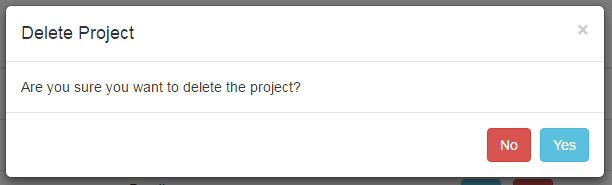 Delete Project ×
Are you sure you want to delete the project?
No Yes